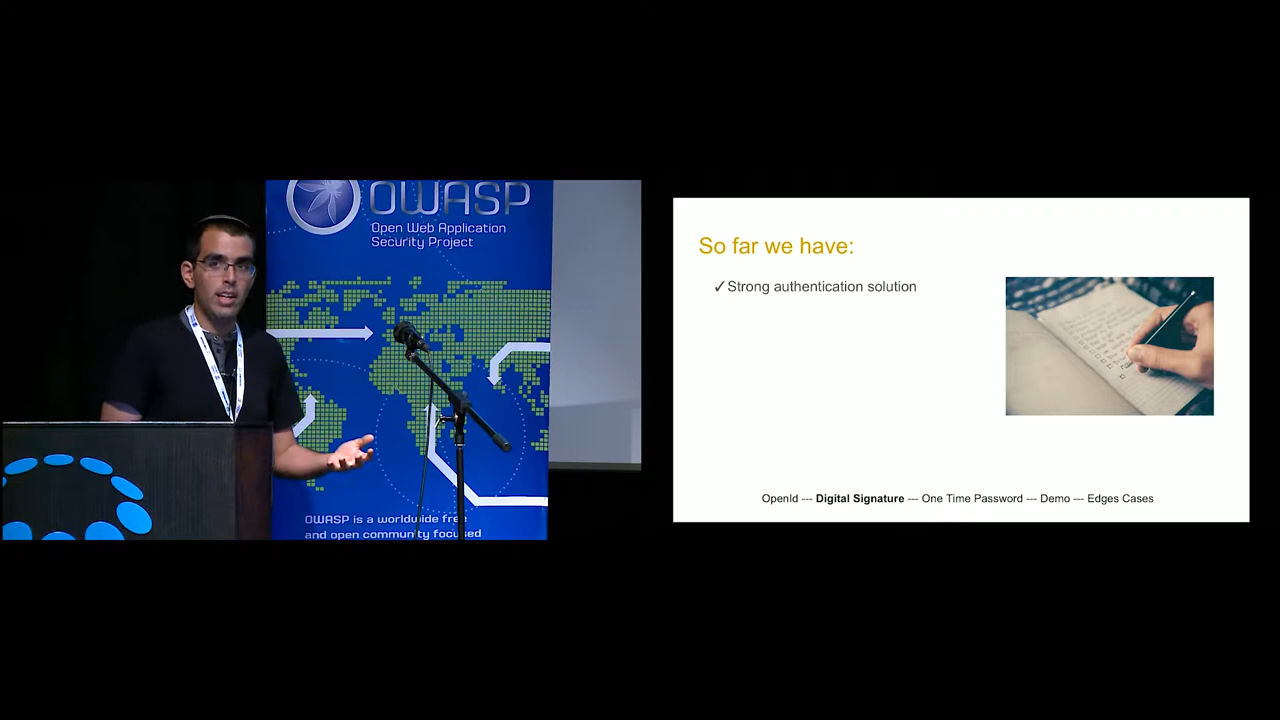 OWASP
Open Web Application
Security Project
OWASP is a worldwide free
and open community focused
So far we have:
✓Strong authentication solution
OpenId --- Digital Signature --- One Time Password --- Demo --- Edges Cases